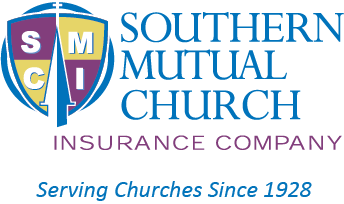 S M
C I
SOUTHERN
MUTUAL
CHURCH
INSURANCE COMPANY
Serving Churches Since 1928